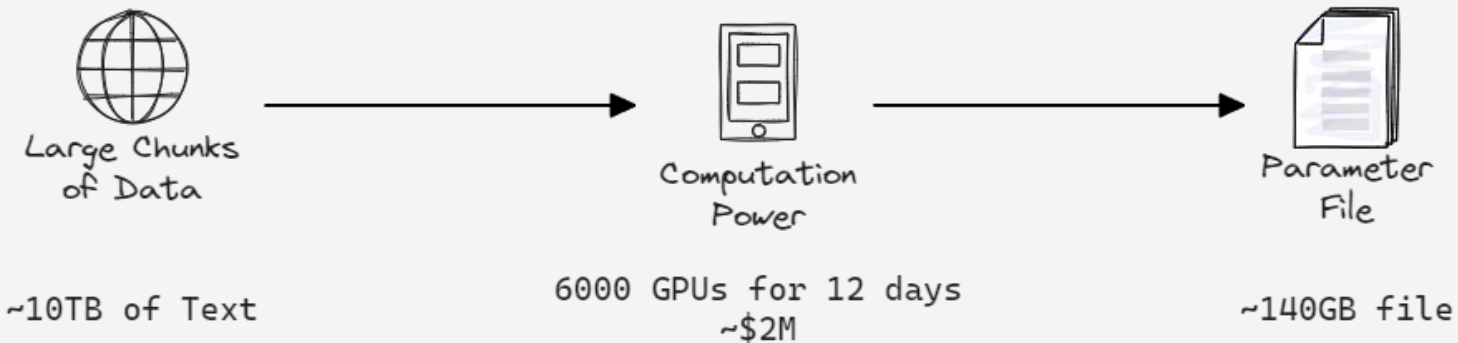 Large Chunks
of Data
Computation
Power
Parameter
File
~10TB of Text
6000 GPUs for 12 days
~$2M
~140GB file